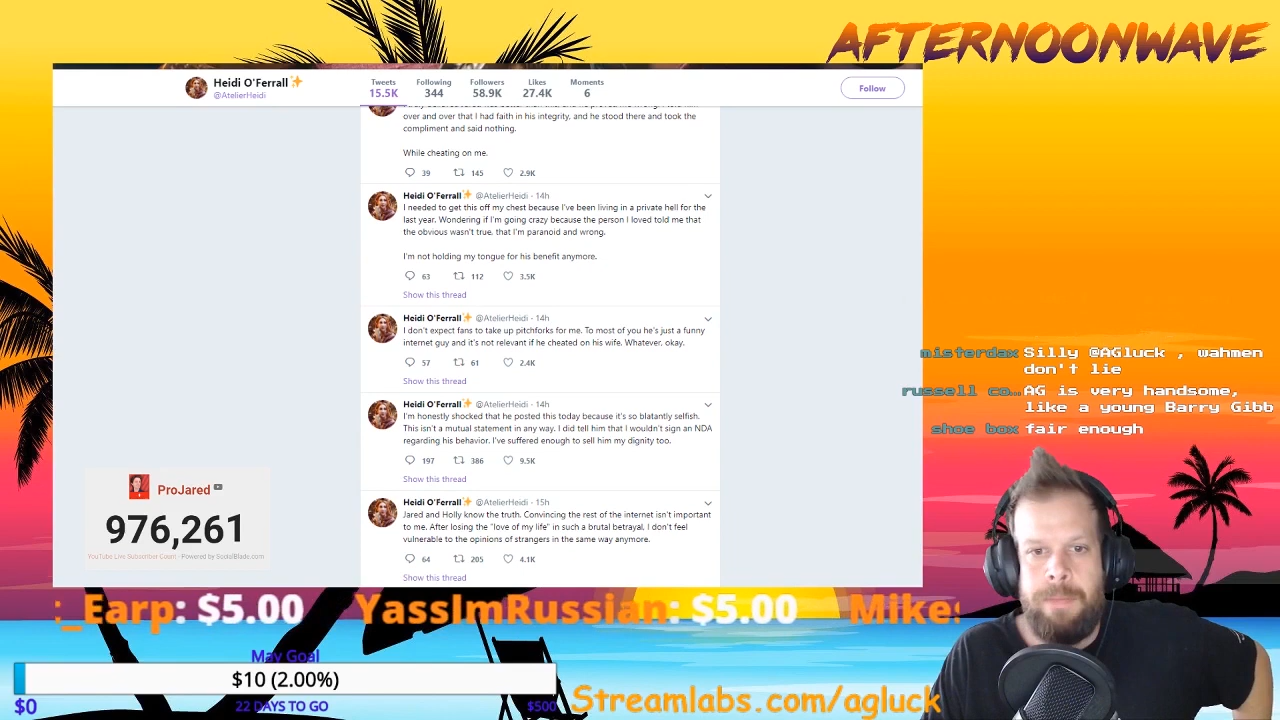 AFTERNOONWAVE
Heidi O'Ferrall✨
@AtelierHeidi
Tweets
15.5K
Following
344
Followers
58.9K
Likes
27.4K
Moments
6
Follow
over and over that I had faith in his integrity, and he stood there and took the
compliment and said nothing.
While cheating on me.
39 145 2.9K
Heidi O'Ferrall✨ @AtelierHeidi · 14h
I needed to get this off my chest because I've been living in a private hell for the
last year. Wondering if I'm going crazy because the person I loved told me that
the obvious wasn't true, that I'm paranoid and wrong.
I'm not holding my tongue for his benefit anymore.
63 112 3.5K
Show this thread
Heidi O'Ferrall✨ @AtelierHeidi · 14h
I don't expect fans to take up pitchforks for me. To most of you he's just a funny
internet guy and it's not relevant if he cheated on his wife. Whatever, okay.
57 61 2.4K
Show this thread
Heidi O'Ferrall✨ @AtelierHeidi · 14h
I'm honestly shocked that he posted this today because it's so blatantly selfish.
This isn't a mutual statement in any way. I did tell him that I wouldn't sign an NDA
regarding his behavior. I've suffered enough to sell him my dignity too.
197 386 9.5K
Show this thread
Heidi O'Ferrall✨ @AtelierHeidi · 15h
Jared and Holly know the truth. Convincing the rest of the internet isn't important
to me. After losing the "love of my life" in such a brutal betrayal, I don't feel
vulnerable to the opinions of strangers in the same way anymore.
64 205 4.1K
Show this thread
misterdax Silly @AGluck , wahmen
don't lie
russell co… AG is very handsome,
like a young Barry Gibb
shoe box fair enough
ProJared
976,261
YouTube Live Subscriber Count - Powered by SocialBlade.com
_Earp: $5.00 YassImRussian: $5.00 Mike
May Goal
$10 (2.00%)
$0 22 DAYS TO GO $500
Streamlabs.com/agluck